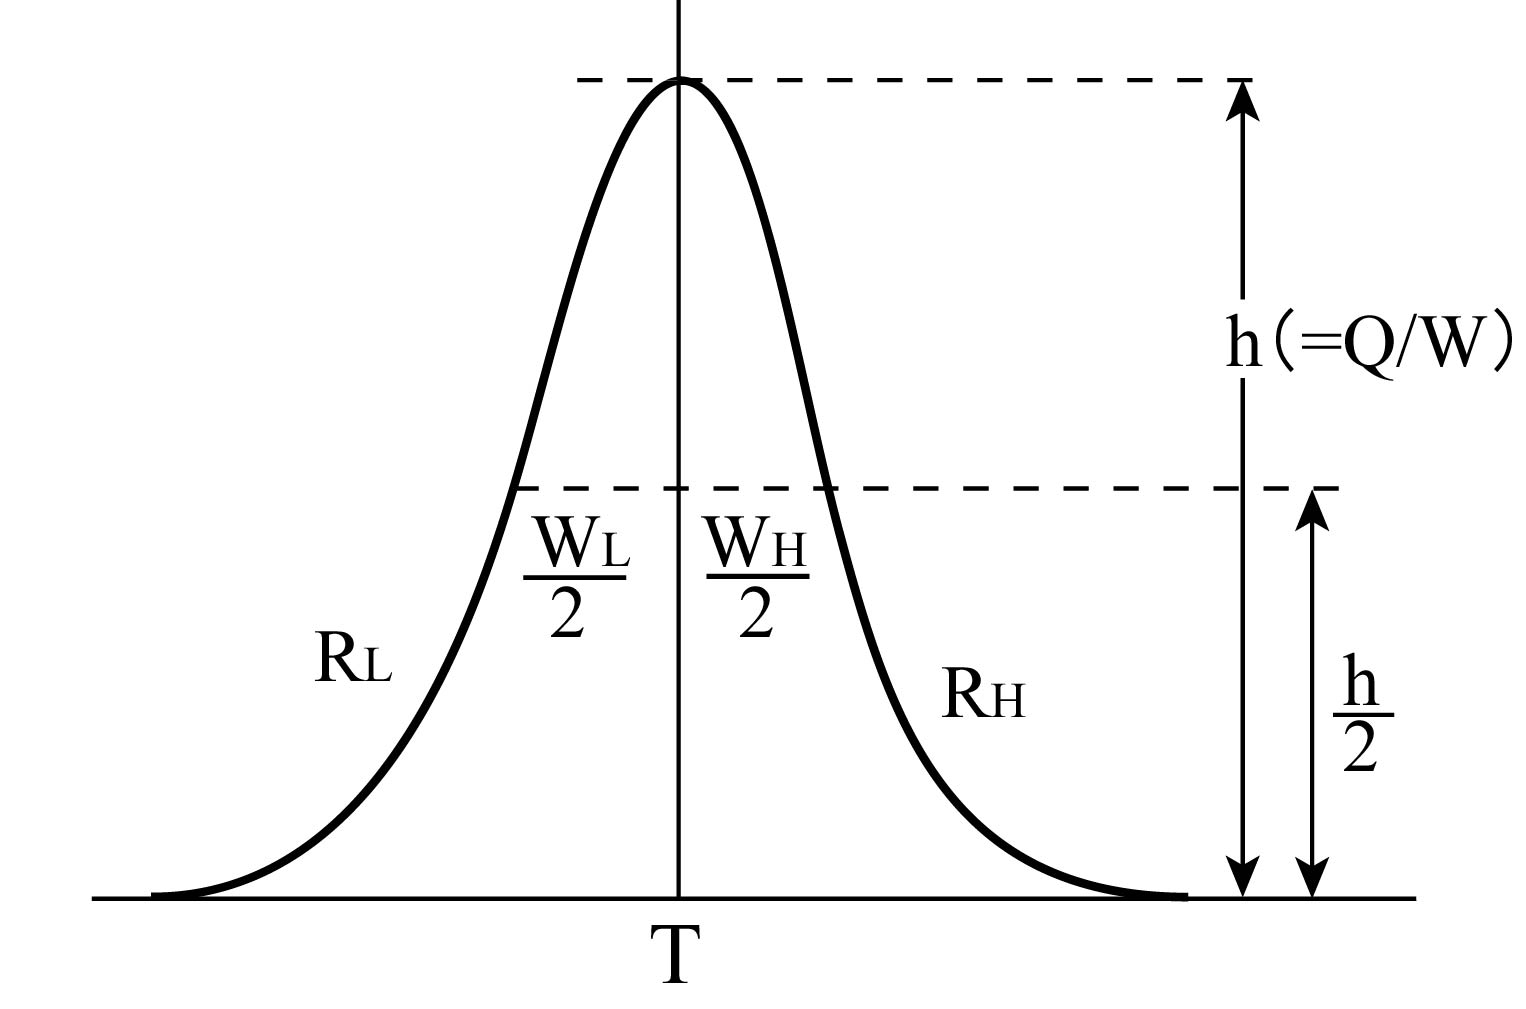 h(=Q/W)
WL/2
WH/2
RL
RH
h/2
T